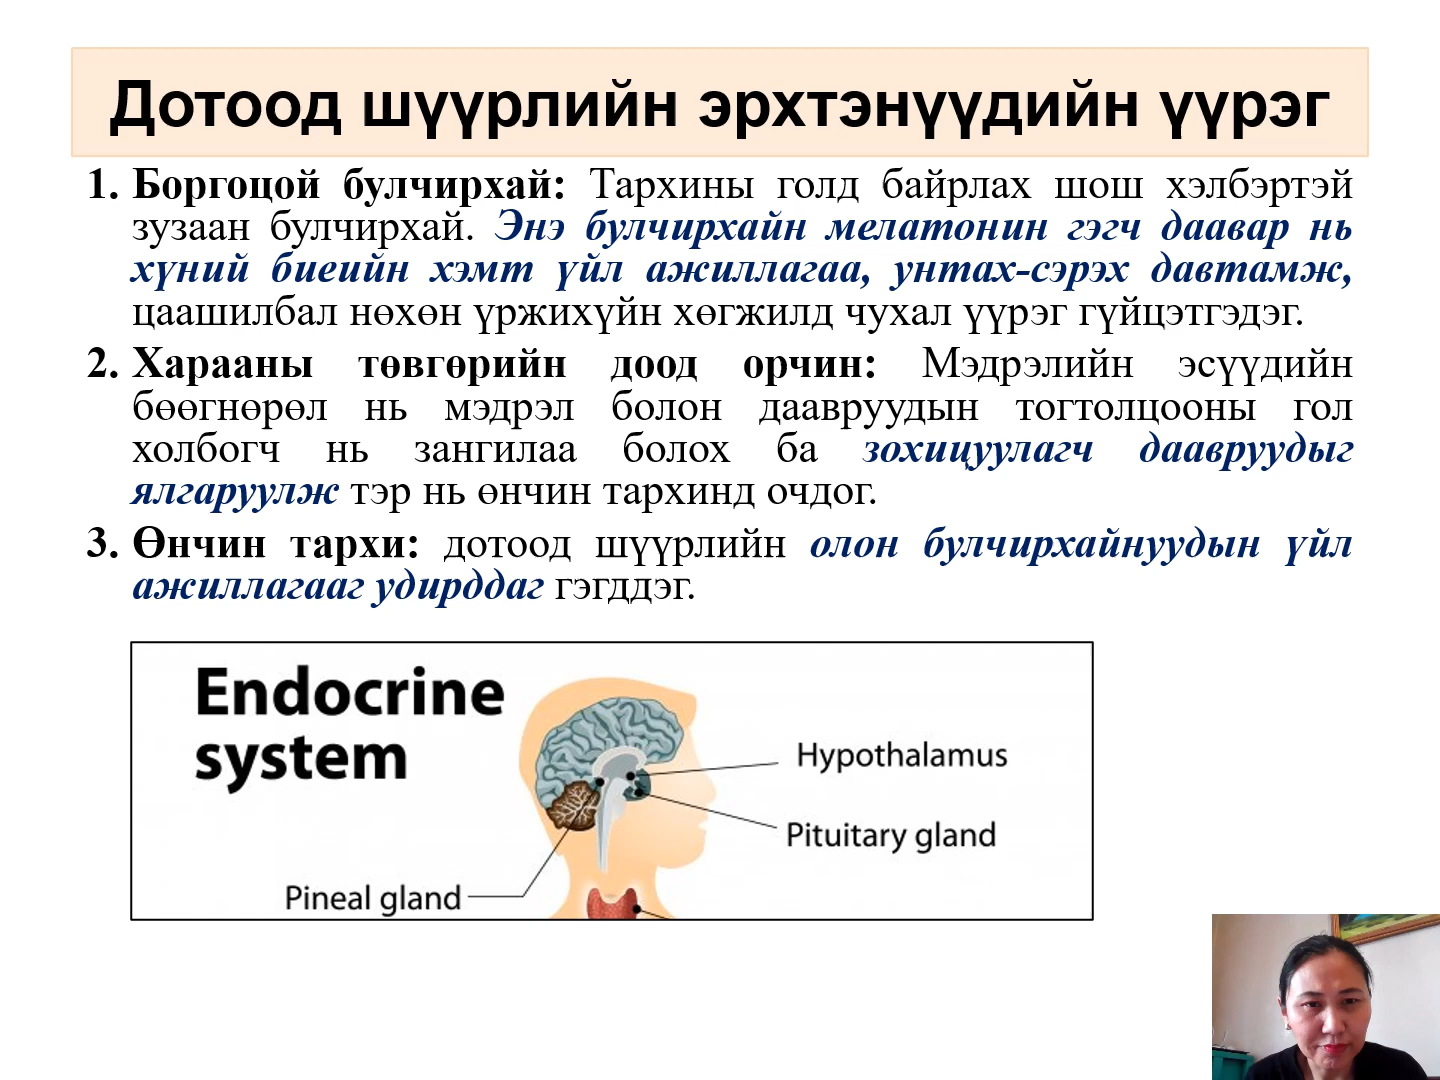 Дотоод шүүрлийн эрхтэнүүдийн үүрэг
1. Боргоцой булчирхай: Тархины голд байрлах шош хэлбэртэй
зузаан булчирхай. Энэ булчирхайн мелатонин гэгч даавар нь
хүний биеийн хэмт үйл ажиллагаа, унтах-сэрэх давтамж,
цаашилбал нөхөн үржихүйн хөгжилд чухал үүрэг гүйцэтгэдэг.
2. Харааны төвгөрийн доод орчин: Мэдрэлийн эсүүдийн
бөөгнөрөл нь мэдрэл болон даавруудын тогтолцооны гол
холбогч нь зангилаа болох ба зохицуулагч даавруудыг
ялгаруулж тэр нь өнчин тархинд очдог.
3. Өнчин тархи: дотоод шүүрлийн олон булчирхайнуудын үйл
ажиллагааг удирддаг гэгддэг.
Endocrine
system
Hypothalamus
Pituitary gland
Pineal gland